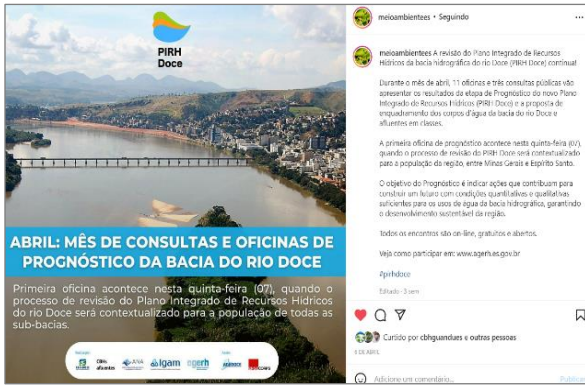 PIRH
Doce
ABRIL: MÊS DE CONSULTAS E OFICINAS DE
PROGNÓSTICO DA BACIA DO RIO DOCE
Primeira oficina acontece nesta quinta-feira (07), quando o
processo de revisão do Plano Integrado de Recursos Hídricos
do rio Doce será contextualizado para a população de todas as
sub-bacias.
CBHs
afluentes
ANA
igam
agerh
meioambientees • Seguindo
meioambientees A revisão do Plano Integrado de Recursos
Hídricos da bacia hidrográfica do rio Doce (PIRH Doce) continua!
Durante o mês de abril, 11 oficinas e três consultas públicas vão
apresentar os resultados da etapa de Prognóstico do novo Plano
Integrado de Recursos Hídricos (PIRH Doce) e a proposta de
enquadramento dos corpos d'água da bacia do rio Doce e
afluentes em classes.
A primeira oficina de prognóstico acontece nesta quinta-feira (07),
quando o processo de revisão do PIRH Doce será contextualizado
para a população da região, entre Minas Gerais e Espírito Santo.
O objetivo do Prognóstico é indicar ações que contribuam para
construir um futuro com condições quantitativas e qualitativas
suficientes para os usos de água da bacia hidrográfica, garantindo
o desenvolvimento sustentável da região.
Todos os encontros são on-line, gratuitos e abertos.
Veja como participar em: www.agerh.es.gov.br
#pirhdoce
Editado · 3 sem
Curtido por cbhguandues e outras pessoas
6 DE ABRIL
Adicione um comentário...
Publicar